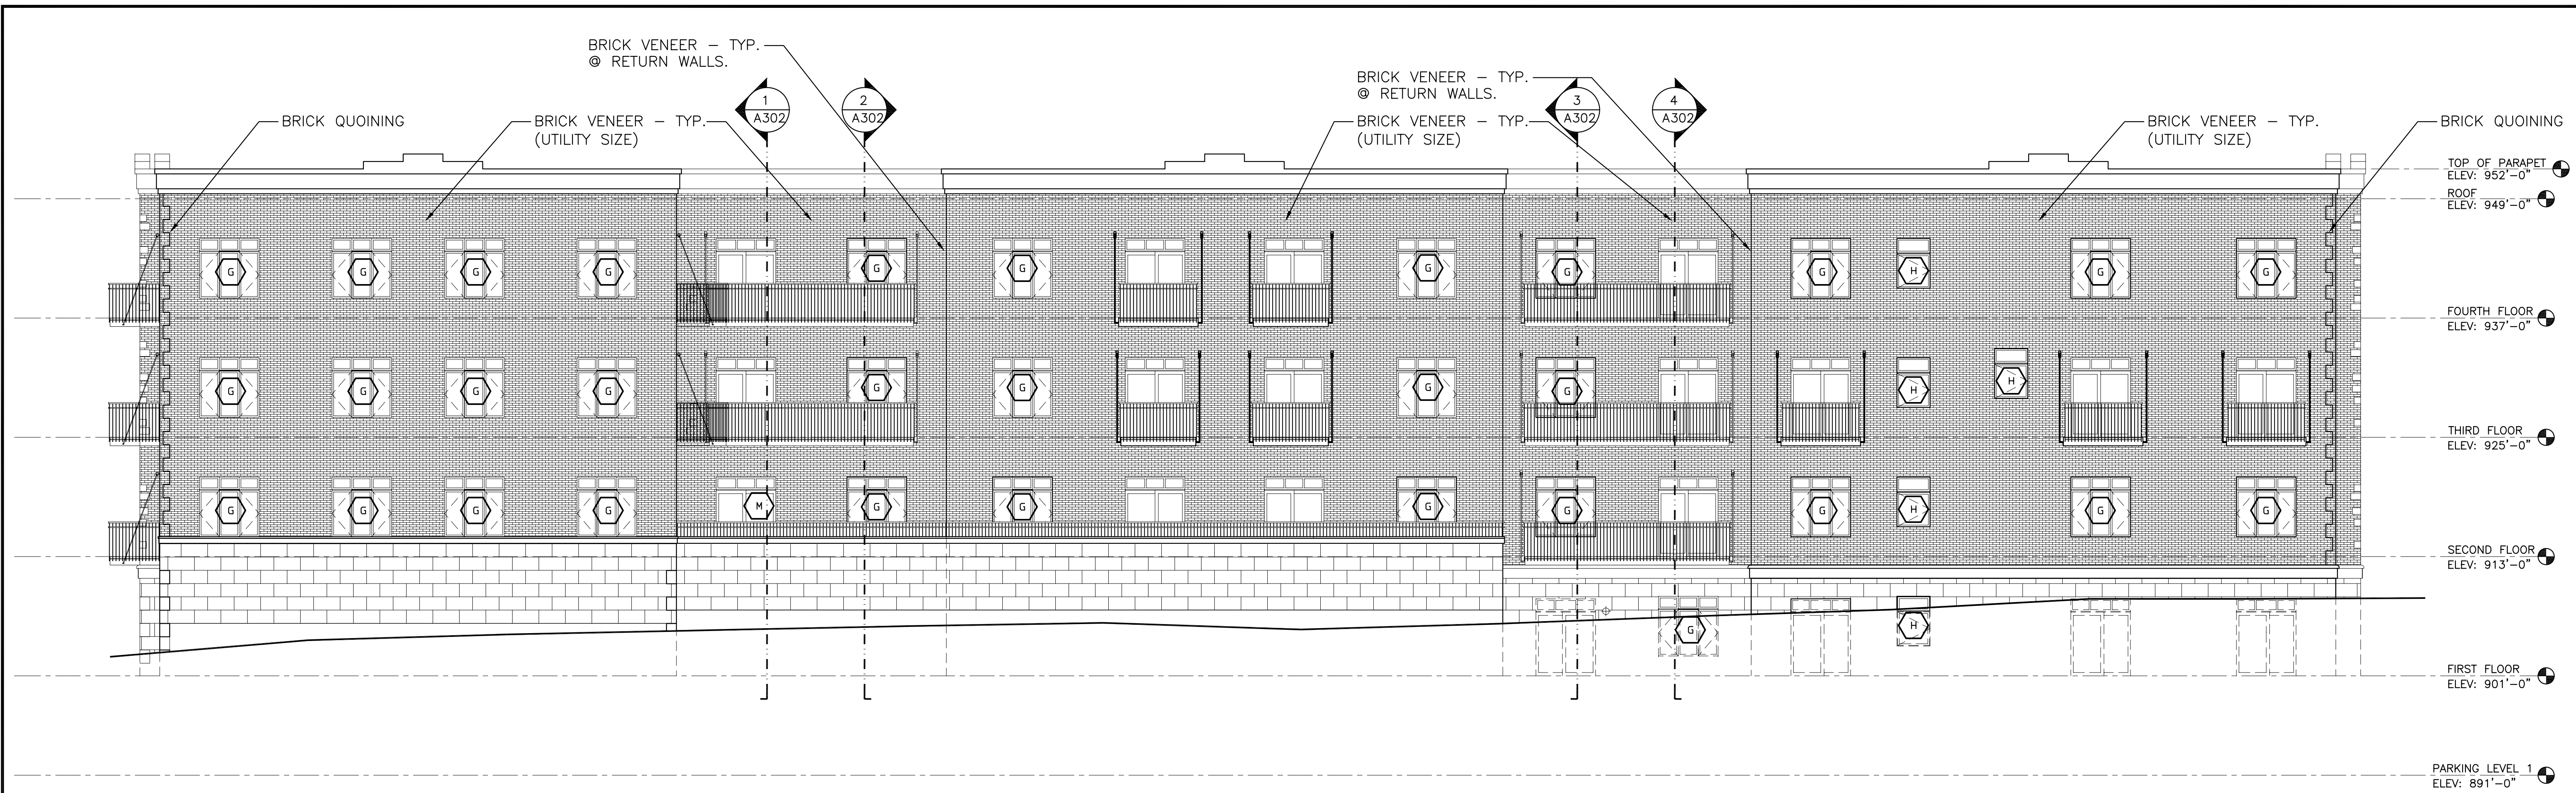 BRICK VENEER – TYP.
@ RETURN WALLS.
BRICK VENEER – TYP.
@ RETURN WALLS.
1
A302
2
A302
3
A302
4
A302
BRICK QUOINING
BRICK VENEER – TYP.
(UTILITY SIZE)
BRICK VENEER – TYP.
(UTILITY SIZE)
BRICK VENEER – TYP.
(UTILITY SIZE)
BRICK QUOINING
TOP OF PARAPET
ELEV: 952'–0"
ROOF
ELEV: 949'–0"
G G G G G G G G G H G G
FOURTH FLOOR
ELEV: 937'–0"
G G G G G G G G H H
THIRD FLOOR
ELEV: 925'–0"
G G G G M G G G G G H G G
SECOND FLOOR
ELEV: 913'–0"
G H
FIRST FLOOR
ELEV: 901'–0"
PARKING LEVEL 1
ELEV: 891'–0"